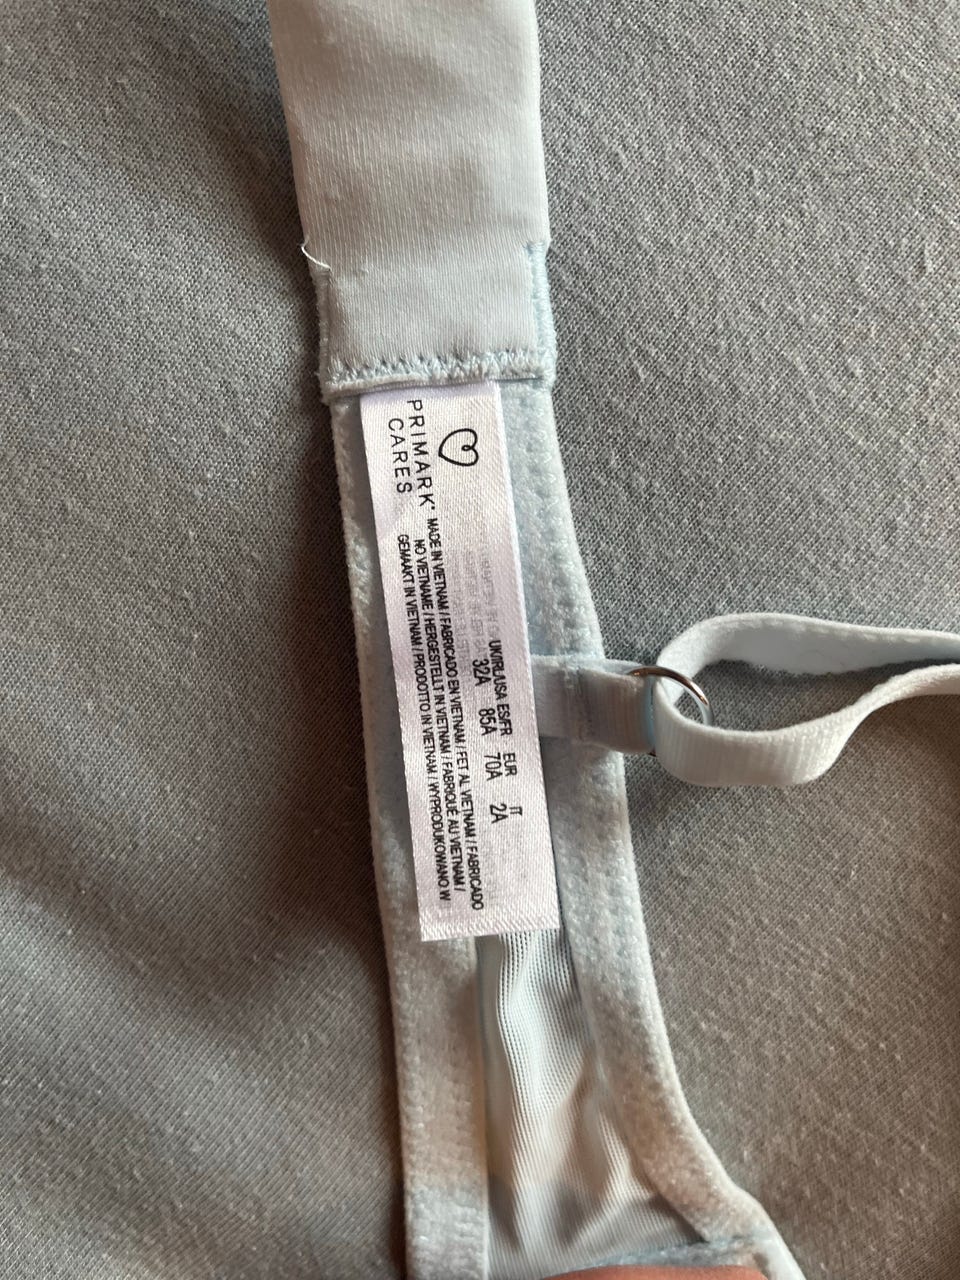 PRIMARK®
CARES
UK/IRL/USA ES/FR EUR IT
32A 85A 70A 2A
MADE IN VIETNAM / FABRICADO EN VIETNAM / FET AL VIETNAM / FABRICADO
NO VIETNAME / HERGESTELLT IN VIETNAM / FABRIQUÉ AU VIETNAM /
GEMAAKT IN VIETNAM / PRODOTTO IN VIETNAM / WYPRODUKOWANO W